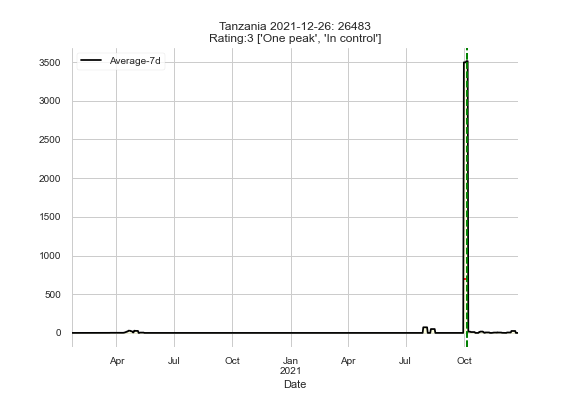 Tanzania 2021-12-26: 26483
Rating:3 ['One peak', 'In control']
Average-7d
3500
3000
2500
2000
1500
1000
500
0
Apr Jul Oct Jan Apr Jul Oct
2021
Date